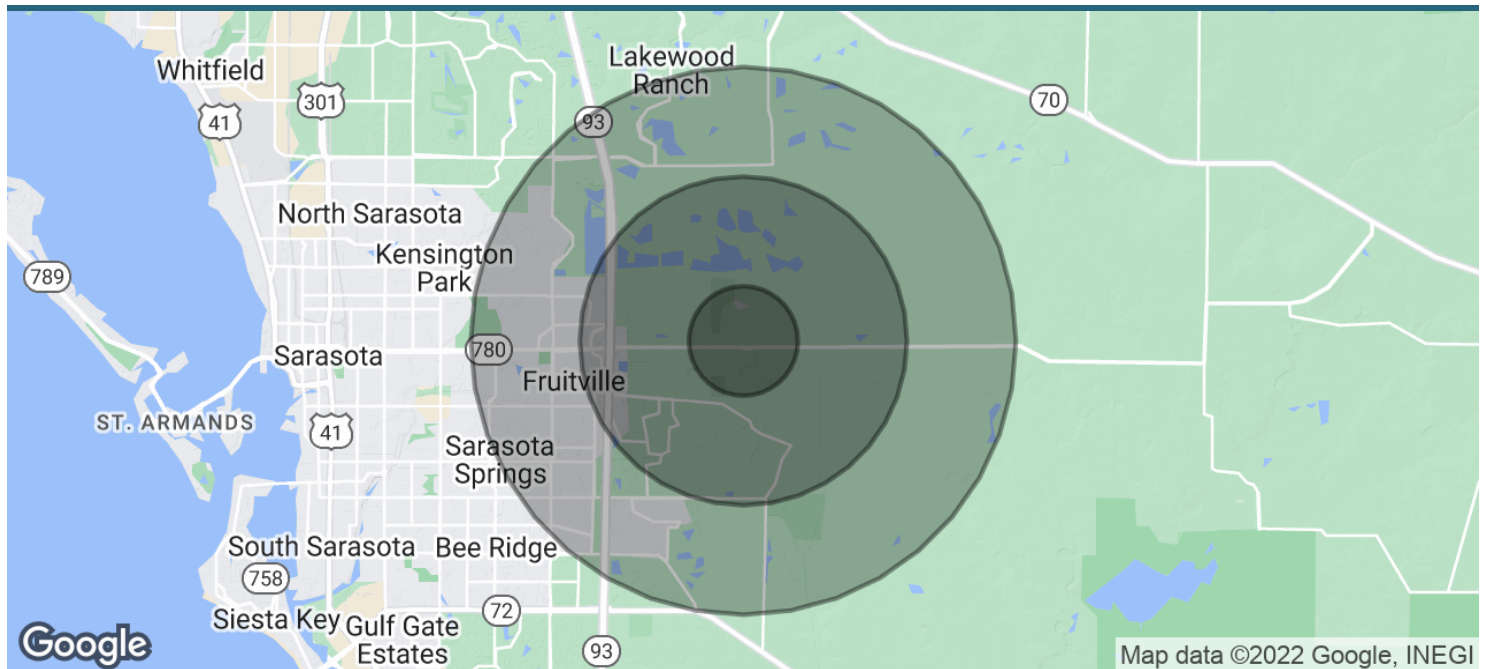 Whitfield
Lakewood
Ranch
301
41
93
70
North Sarasota
Kensington
Park
789
Sarasota
780
Fruitville
ST. ARMANDS
41
Sarasota
Springs
South Sarasota
Bee Ridge
758
Siesta Key
Gulf Gate
Estates
72
93
Google
Map data ©2022 Google, INEGI